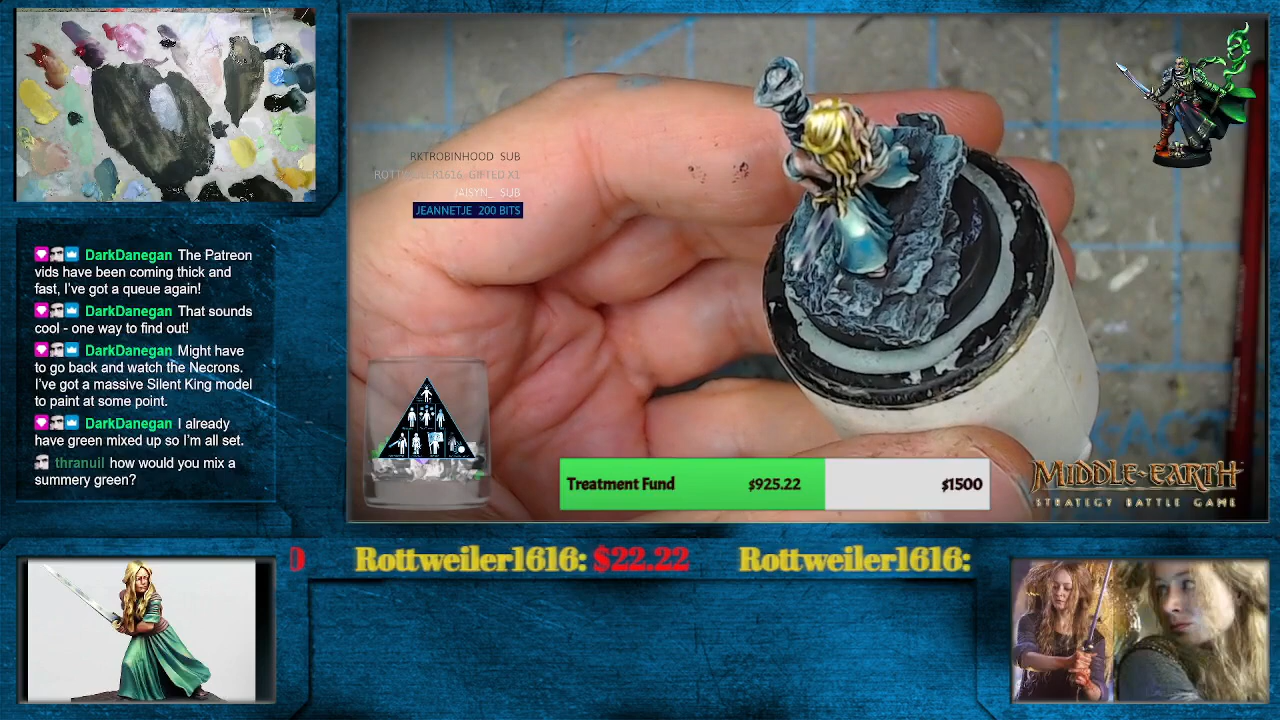 RKTROBINHOOD SUB
ROTTWEILER1616 GIFTED X1
JEANNETJE 200 BITS
DarkDanegan The Patreon
vids have been coming thick and
fast, I've got a queue again!
DarkDanegan That sounds
cool - one way to find out!
DarkDanegan Might have
to go back and watch the Necrons.
I've got a massive Silent King model
to paint at some point.
DarkDanegan I already
have green mixed up so I'm all set.
thranuil how would you mix a
summery green?
Treatment Fund $925.22 $1500
MIDDLE-EARTH
STRATEGY BATTLE GAME
Rottweiler1616: $22.22 Rottweiler1616: